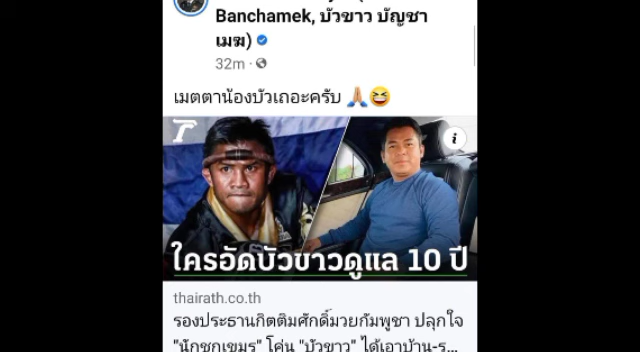 Banchamek, บัวขาว บัญชา
เมฆ)
32m
เมตตาน้องบัวเถอะครับ 🙏😆
ใครอัดบัวขาวดูแล 10 ปี
thairath.co.th
รองประธานกิตติมศักดิ์มวยกัมพูชา ปลุกใจ
"นักชกเขมร" โค่น "บัวขาว" ได้เอาบ้าน-ร...